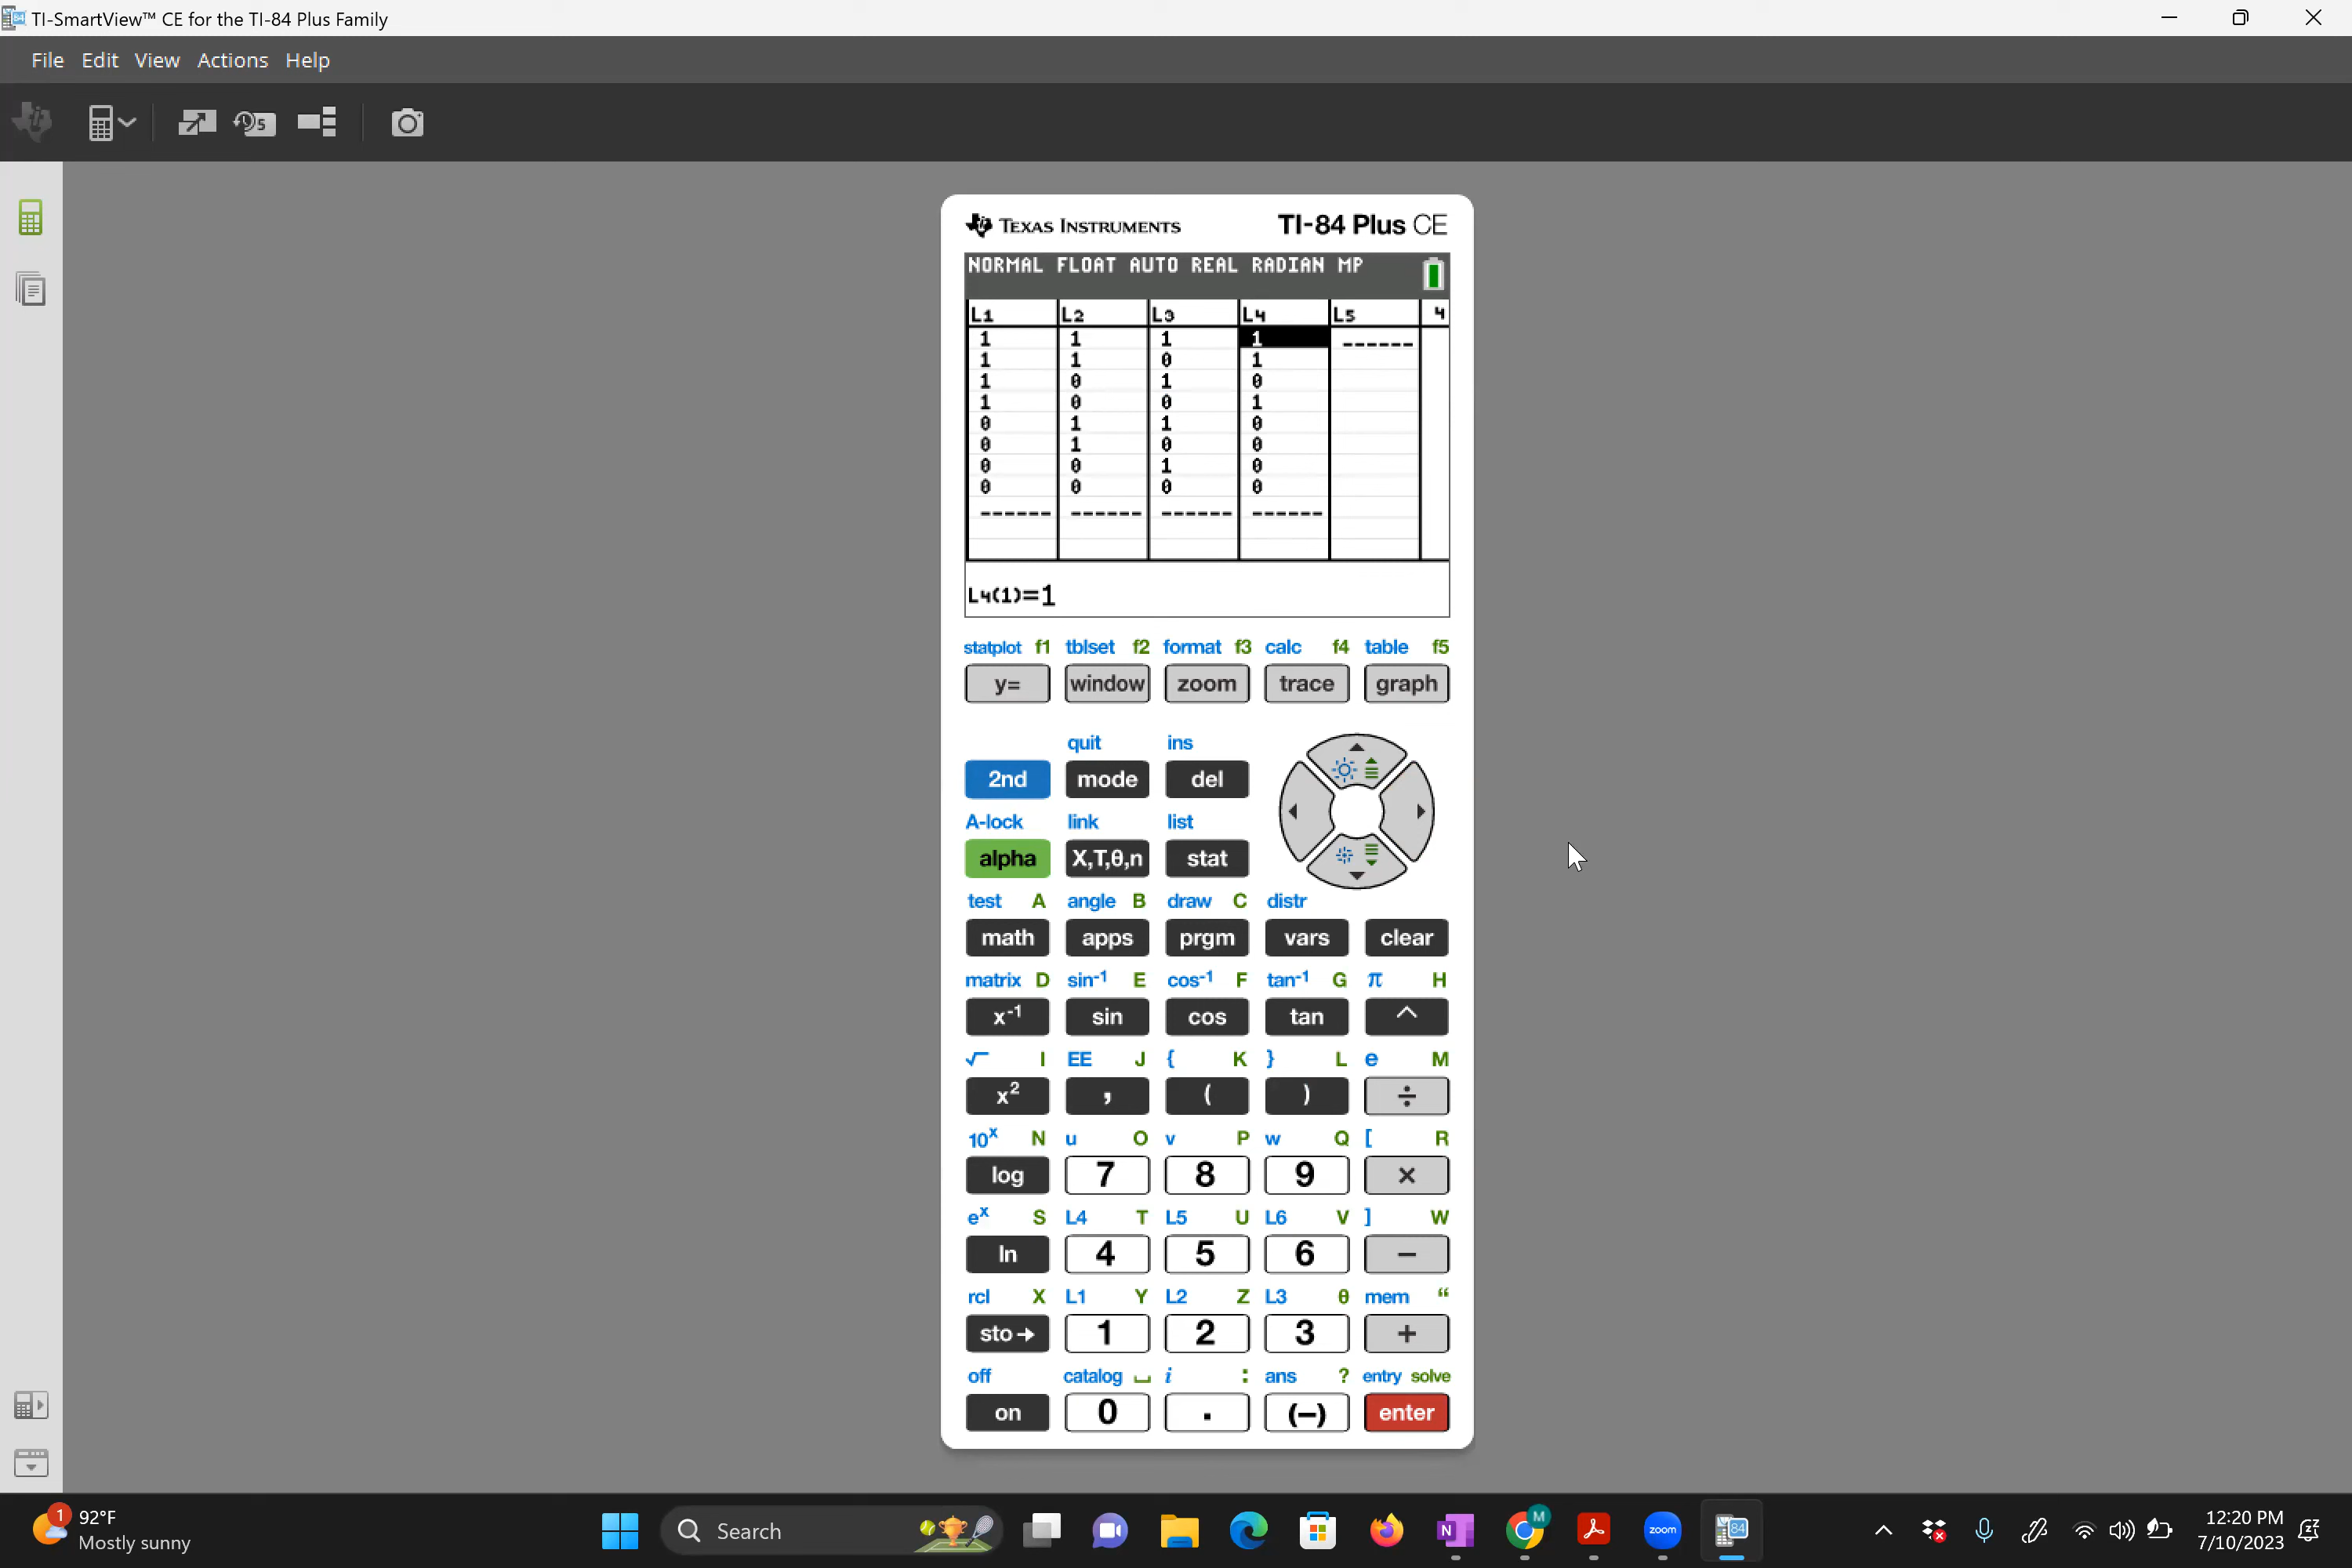 TI-SmartView™ CE for the TI-84 Plus Family
File Edit View Actions Help
5
TEXAS INSTRUMENTS TI-84 Plus CE
NORMAL FLOAT AUTO REAL RADIAN MP
L1 L2 L3 L4 L5 4
1 1 1 1 ------
1 1 0 1
1 0 1 0
1 0 0 1
0 1 1 0
0 1 0 0
0 0 1 0
0 0 0 0
------ ------ ------ ------
L4(1)=1
statplot f1 tblset f2 format f3 calc f4 table f5
y= window zoom trace graph
quit ins
2nd mode del
A-lock link list
alpha X,T,θ,n stat
test A angle B draw C distr
math apps prgm vars clear
matrix D sin⁻¹ E cos⁻¹ F tan⁻¹ G π H
x⁻¹ sin cos tan ^
√ I EE J { K } L e M
x² , ( ) ÷
10ˣ N u O v P w Q [ R
log 7 8 9 ×
eˣ S L4 T L5 U L6 V ] W
ln 4 5 6 −
rcl X L1 Y L2 Z L3 θ mem “
sto→ 1 2 3 +
off catalog ⎵ i : ans ? entry solve
on 0 . (−) enter
1 92°F
Mostly sunny
Search
N
M
zoom
84
12:20 PM
7/10/2023